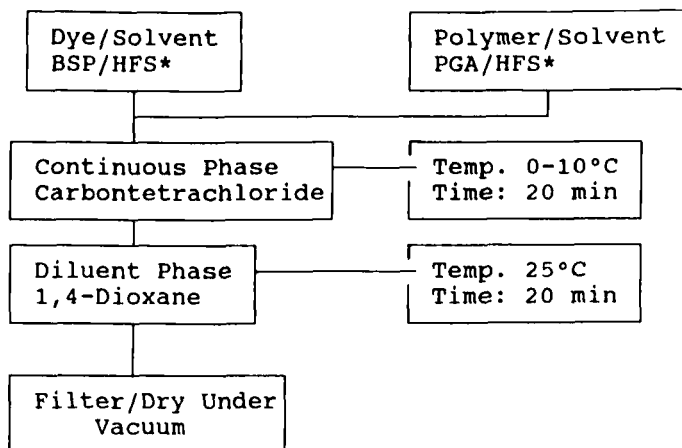 Dye/Solvent
BSP/HFS*
Polymer/Solvent
PGA/HFS*
Continuous Phase
Carbontetrachloride
Temp. 0-10°C
Time: 20 min
Diluent Phase
1,4-Dioxane
Temp. 25°C
Time: 20 min
Filter/Dry Under
Vacuum